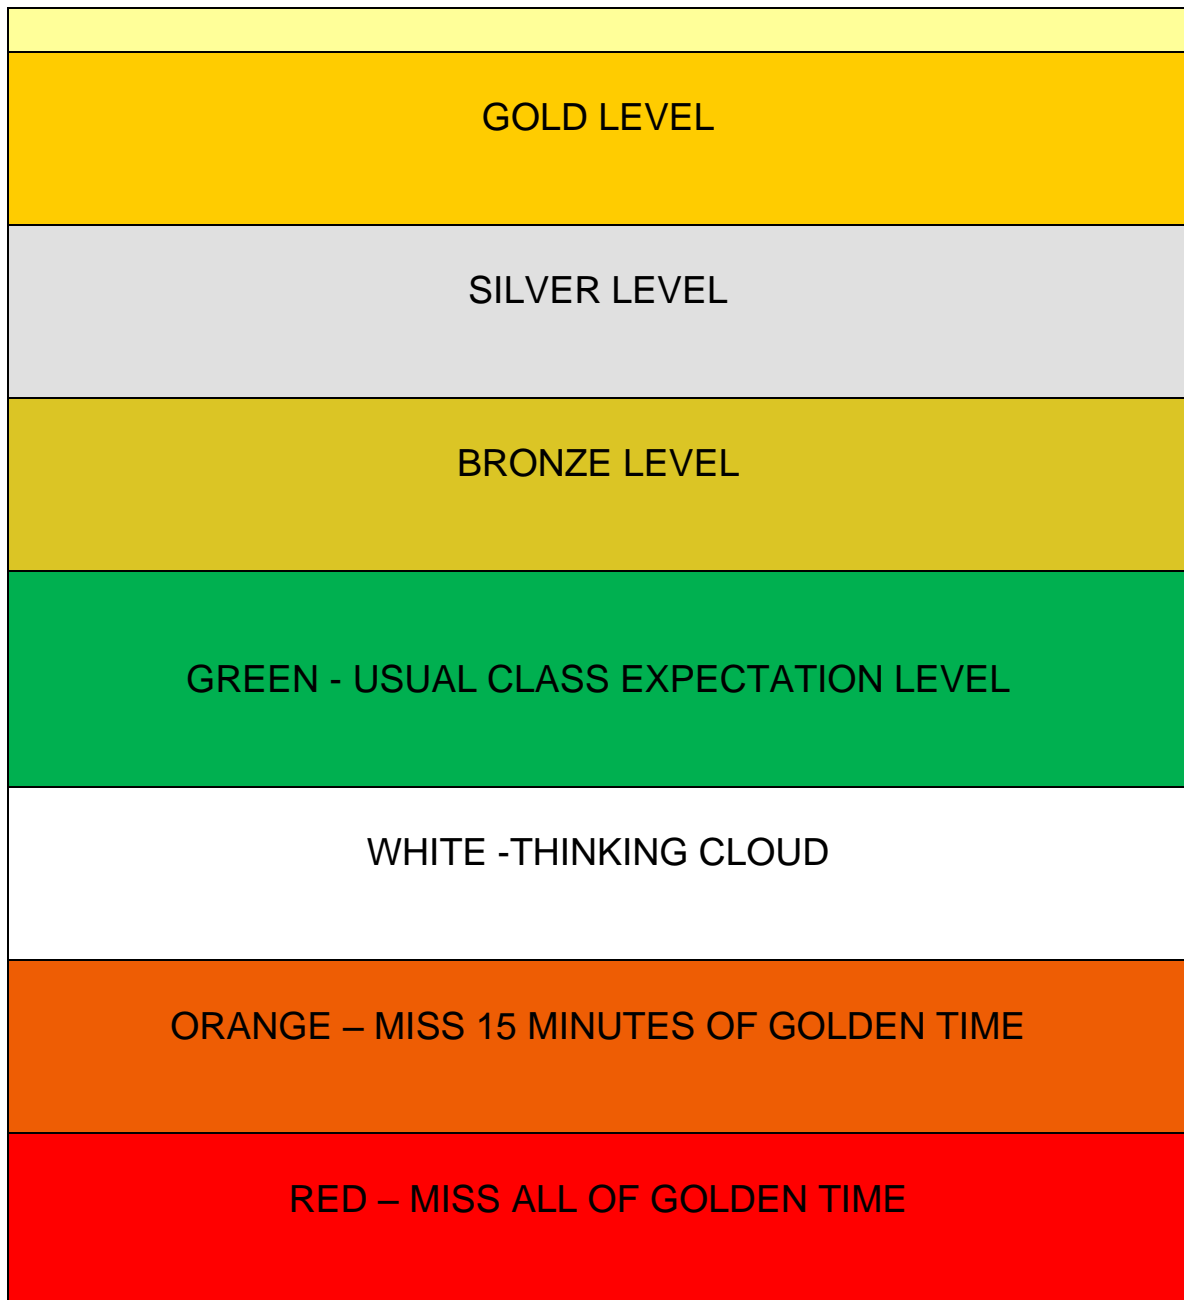 GOLD LEVEL
SILVER LEVEL
BRONZE LEVEL
GREEN - USUAL CLASS EXPECTATION LEVEL
WHITE -THINKING CLOUD
ORANGE – MISS 15 MINUTES OF GOLDEN TIME
RED – MISS ALL OF GOLDEN TIME